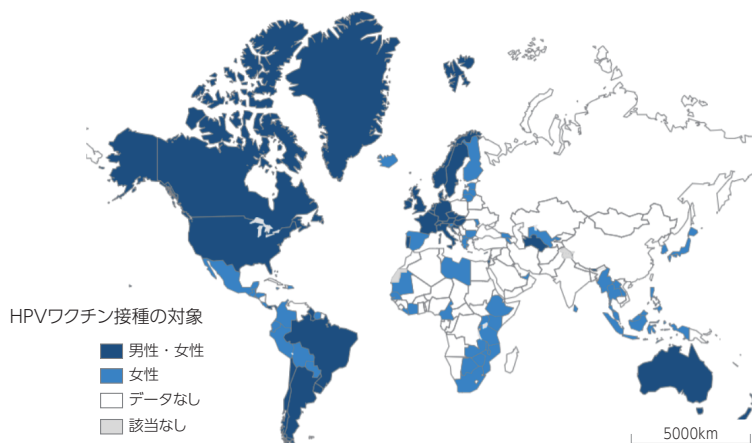 HPVワクチン接種の対象
男性・女性
女性
データなし
該当なし
5000km